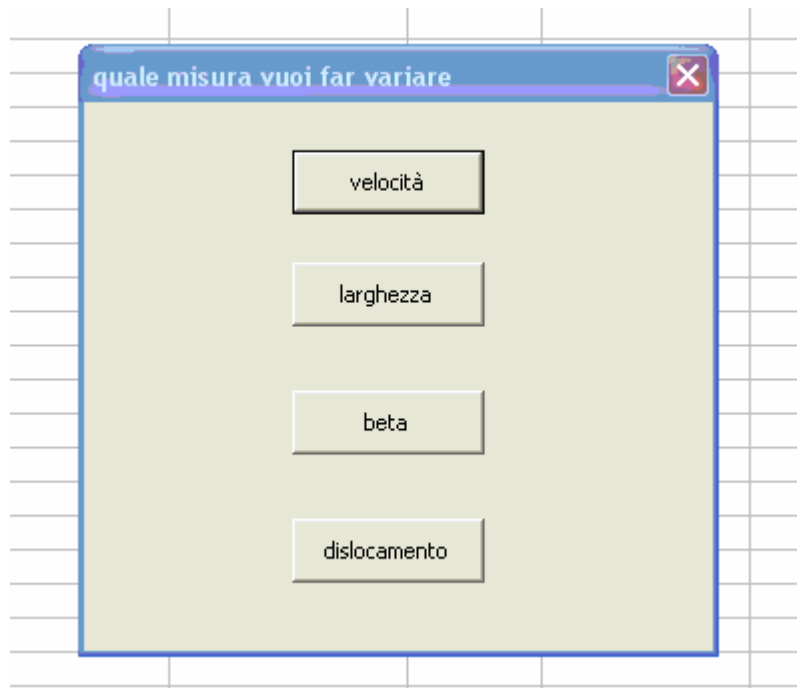 quale misura vuoi far variare
velocità
larghezza
beta
dislocamento